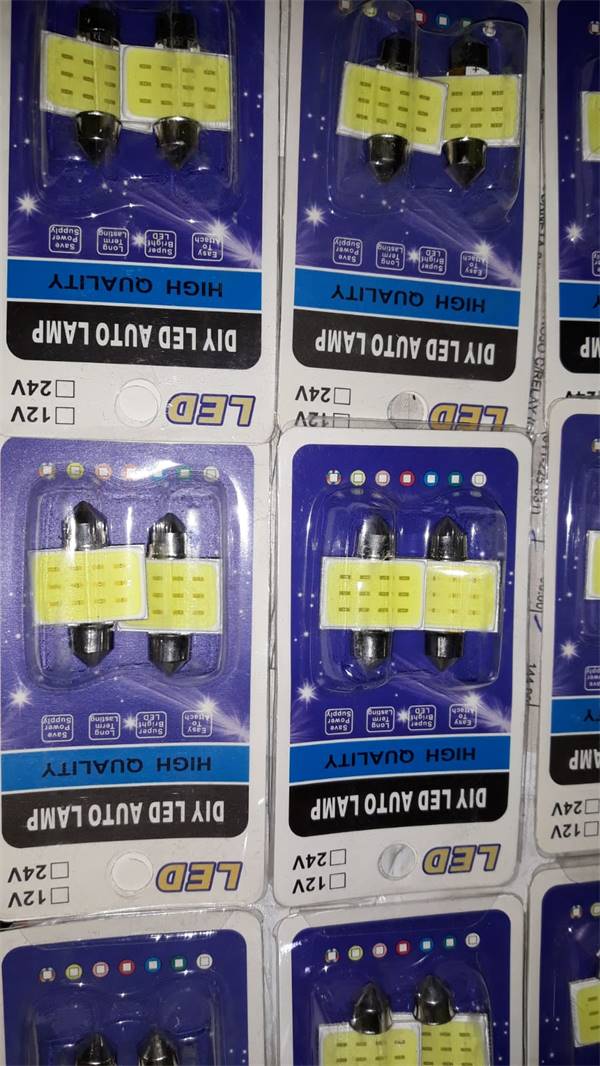 LED
12V
24V
DIY LED AUTO LAMP
HIGH QUALITY
Easy To Attach
Super Bright LED
Long Term Lasting
Save Power Supply
LED
12V
24V
DIY LED AUTO LAMP
HIGH QUALITY
Easy To Attach
Super Bright LED
Long Term Lasting
Save Power Supply
LED
12V
24V
DIY LED AUTO LAMP
HIGH QUALITY
Easy To Attach
Super Bright LED
Long Term Lasting
Save Power Supply
LED
12V
24V
DIY LED AUTO LAMP
HIGH QUALITY
Easy To Attach
Super Bright LED
Long Term Lasting
Save Power Supply
12V
24V